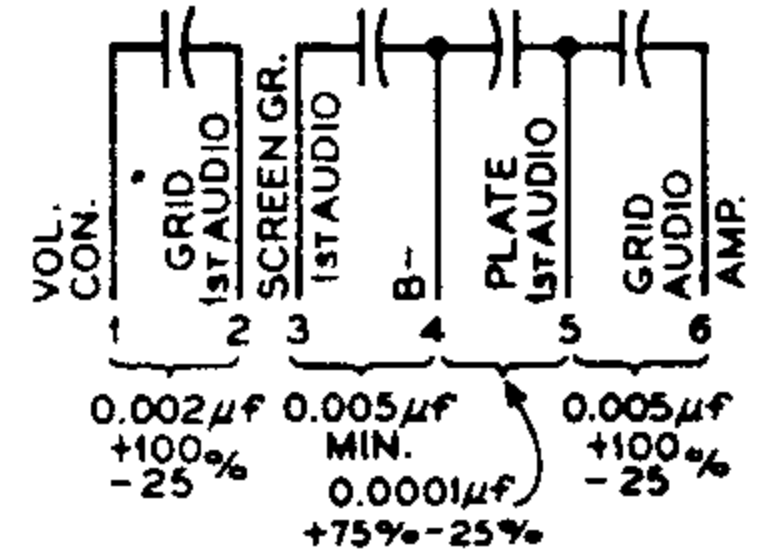 VOL.
CON.
GRID
1ST AUDIO
SCREEN GR.
1ST AUDIO
B-
PLATE
1ST AUDIO
GRID
AUDIO
AMP.
1 2 3 4 5 6
0.002µf
+100
-25 %
0.005µf
MIN.
0.0001µf
+75%-25%
0.005µf
+100
-25 %